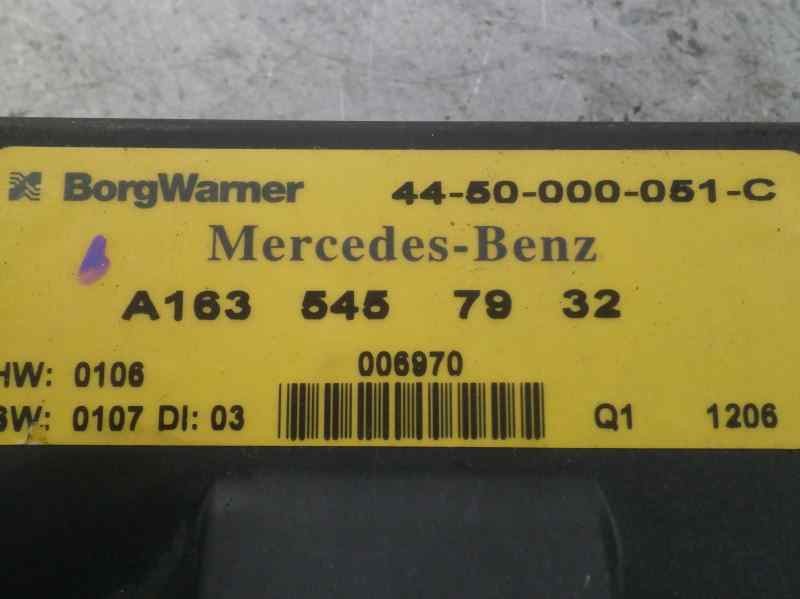 BorgWarner 44-50-000-051-C
Mercedes-Benz
A163 545 79 32
HW: 0106 006970
SW: 0107 DI: 03 Q1 1206